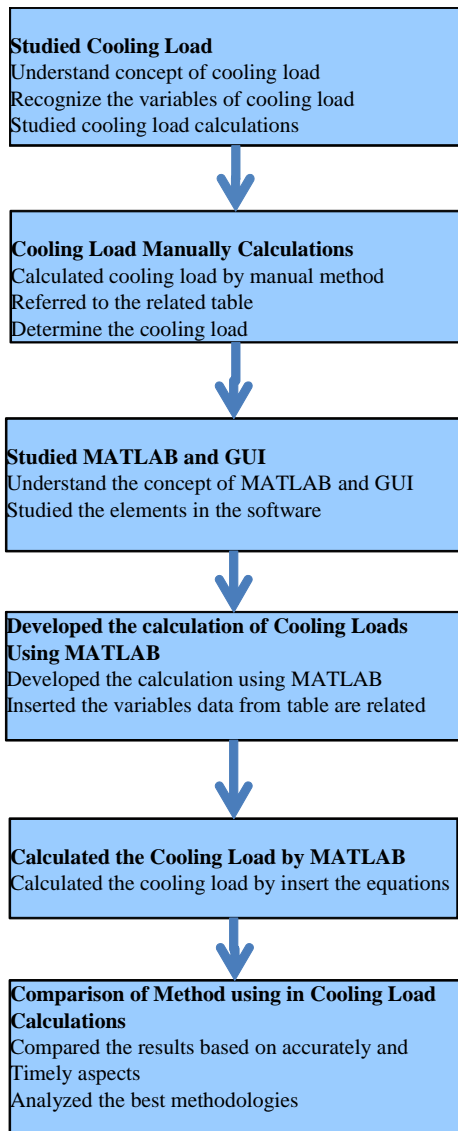 Studied Cooling Load
Understand concept of cooling load
Recognize the variables of cooling load
Studied cooling load calculations
Cooling Load Manually Calculations
Calculated cooling load by manual method
Referred to the related table
Determine the cooling load
Studied MATLAB and GUI
Understand the concept of MATLAB and GUI
Studied the elements in the software
Developed the calculation of Cooling Loads
Using MATLAB
Developed the calculation using MATLAB
Inserted the variables data from table are related
Calculated the Cooling Load by MATLAB
Calculated the cooling load by insert the equations
Comparison of Method using in Cooling Load
Calculations
Compared the results based on accurately and
Timely aspects
Analyzed the best methodologies